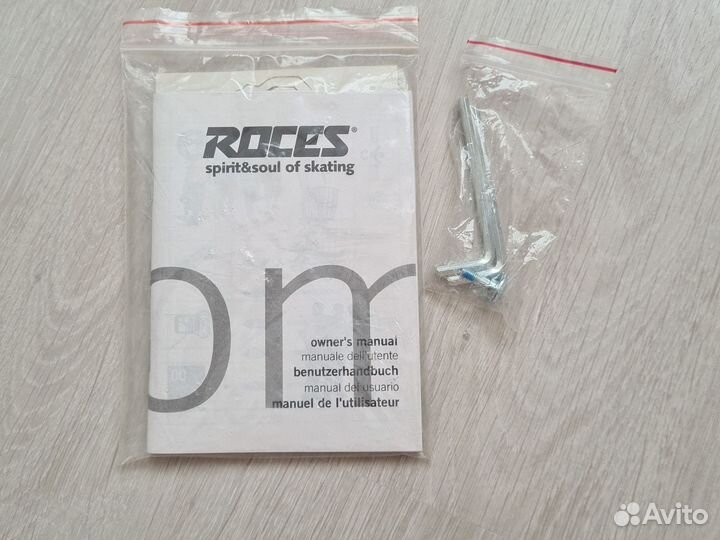 ROCES®
spirit&soul of skating
om
owner's manual
manuale dell'utente
benutzerhandbuch
manual del usuario
manuel de l'utilisateur
Avito